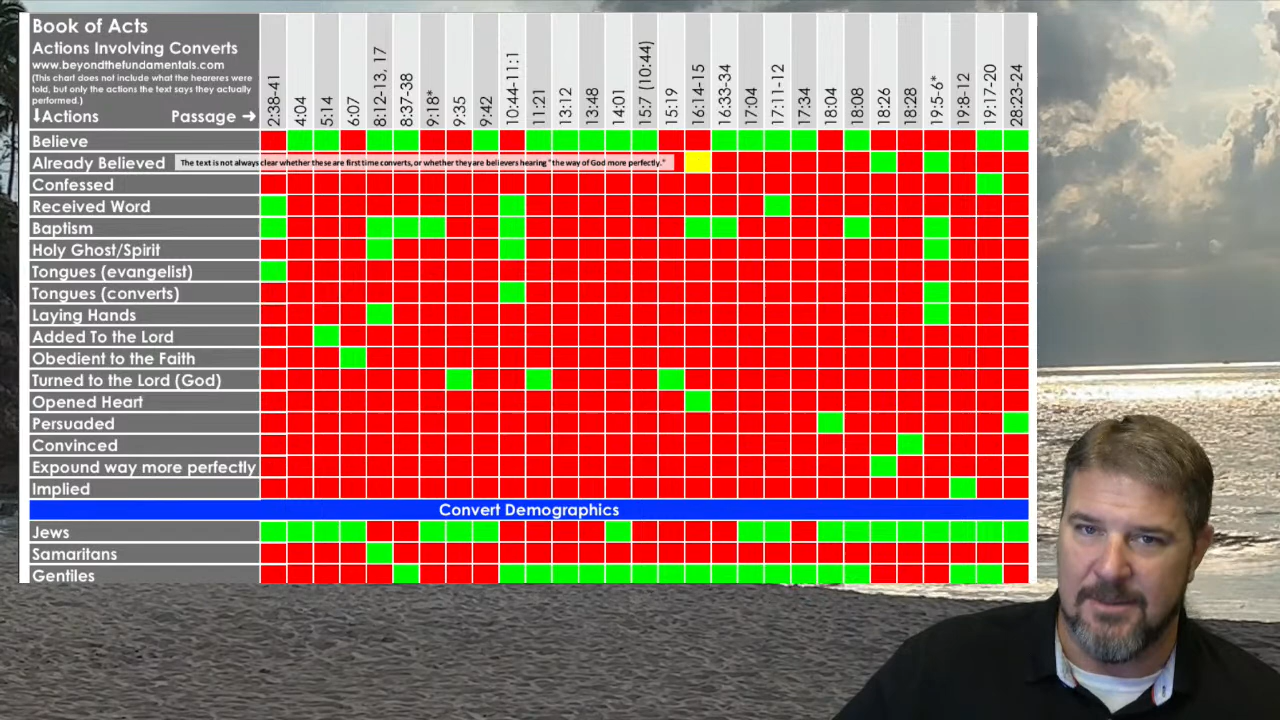 Book of Acts
Actions Involving Converts
www.beyondthefundamentals.com
(This chart does not include what the heareres were
told, but only the actions the text says they actually
performed.)
↓Actions Passage →
2:38-41
4:04
5:14
6:07
8:12-13, 17
8:37-38
9:18*
9:35
9:42
10:44-11:1
11:21
13:12
13:48
14:01
15:7 (10:44)
15:19
16:14-15
16:33-34
17:04
17:11-12
17:34
18:04
18:08
18:26
18:28
19:5-6*
19:8-12
19:17-20
28:23-24
Believe
Already Believed
The text is not always clear whether these are first time converts, or whether they are believers hearing "the way of God more perfectly."
Confessed
Received Word
Baptism
Holy Ghost/Spirit
Tongues (evangelist)
Tongues (converts)
Laying Hands
Added To the Lord
Obedient to the Faith
Turned to the Lord (God)
Opened Heart
Persuaded
Convinced
Expound way more perfectly
Implied
Convert Demographics
Jews
Samaritans
Gentiles